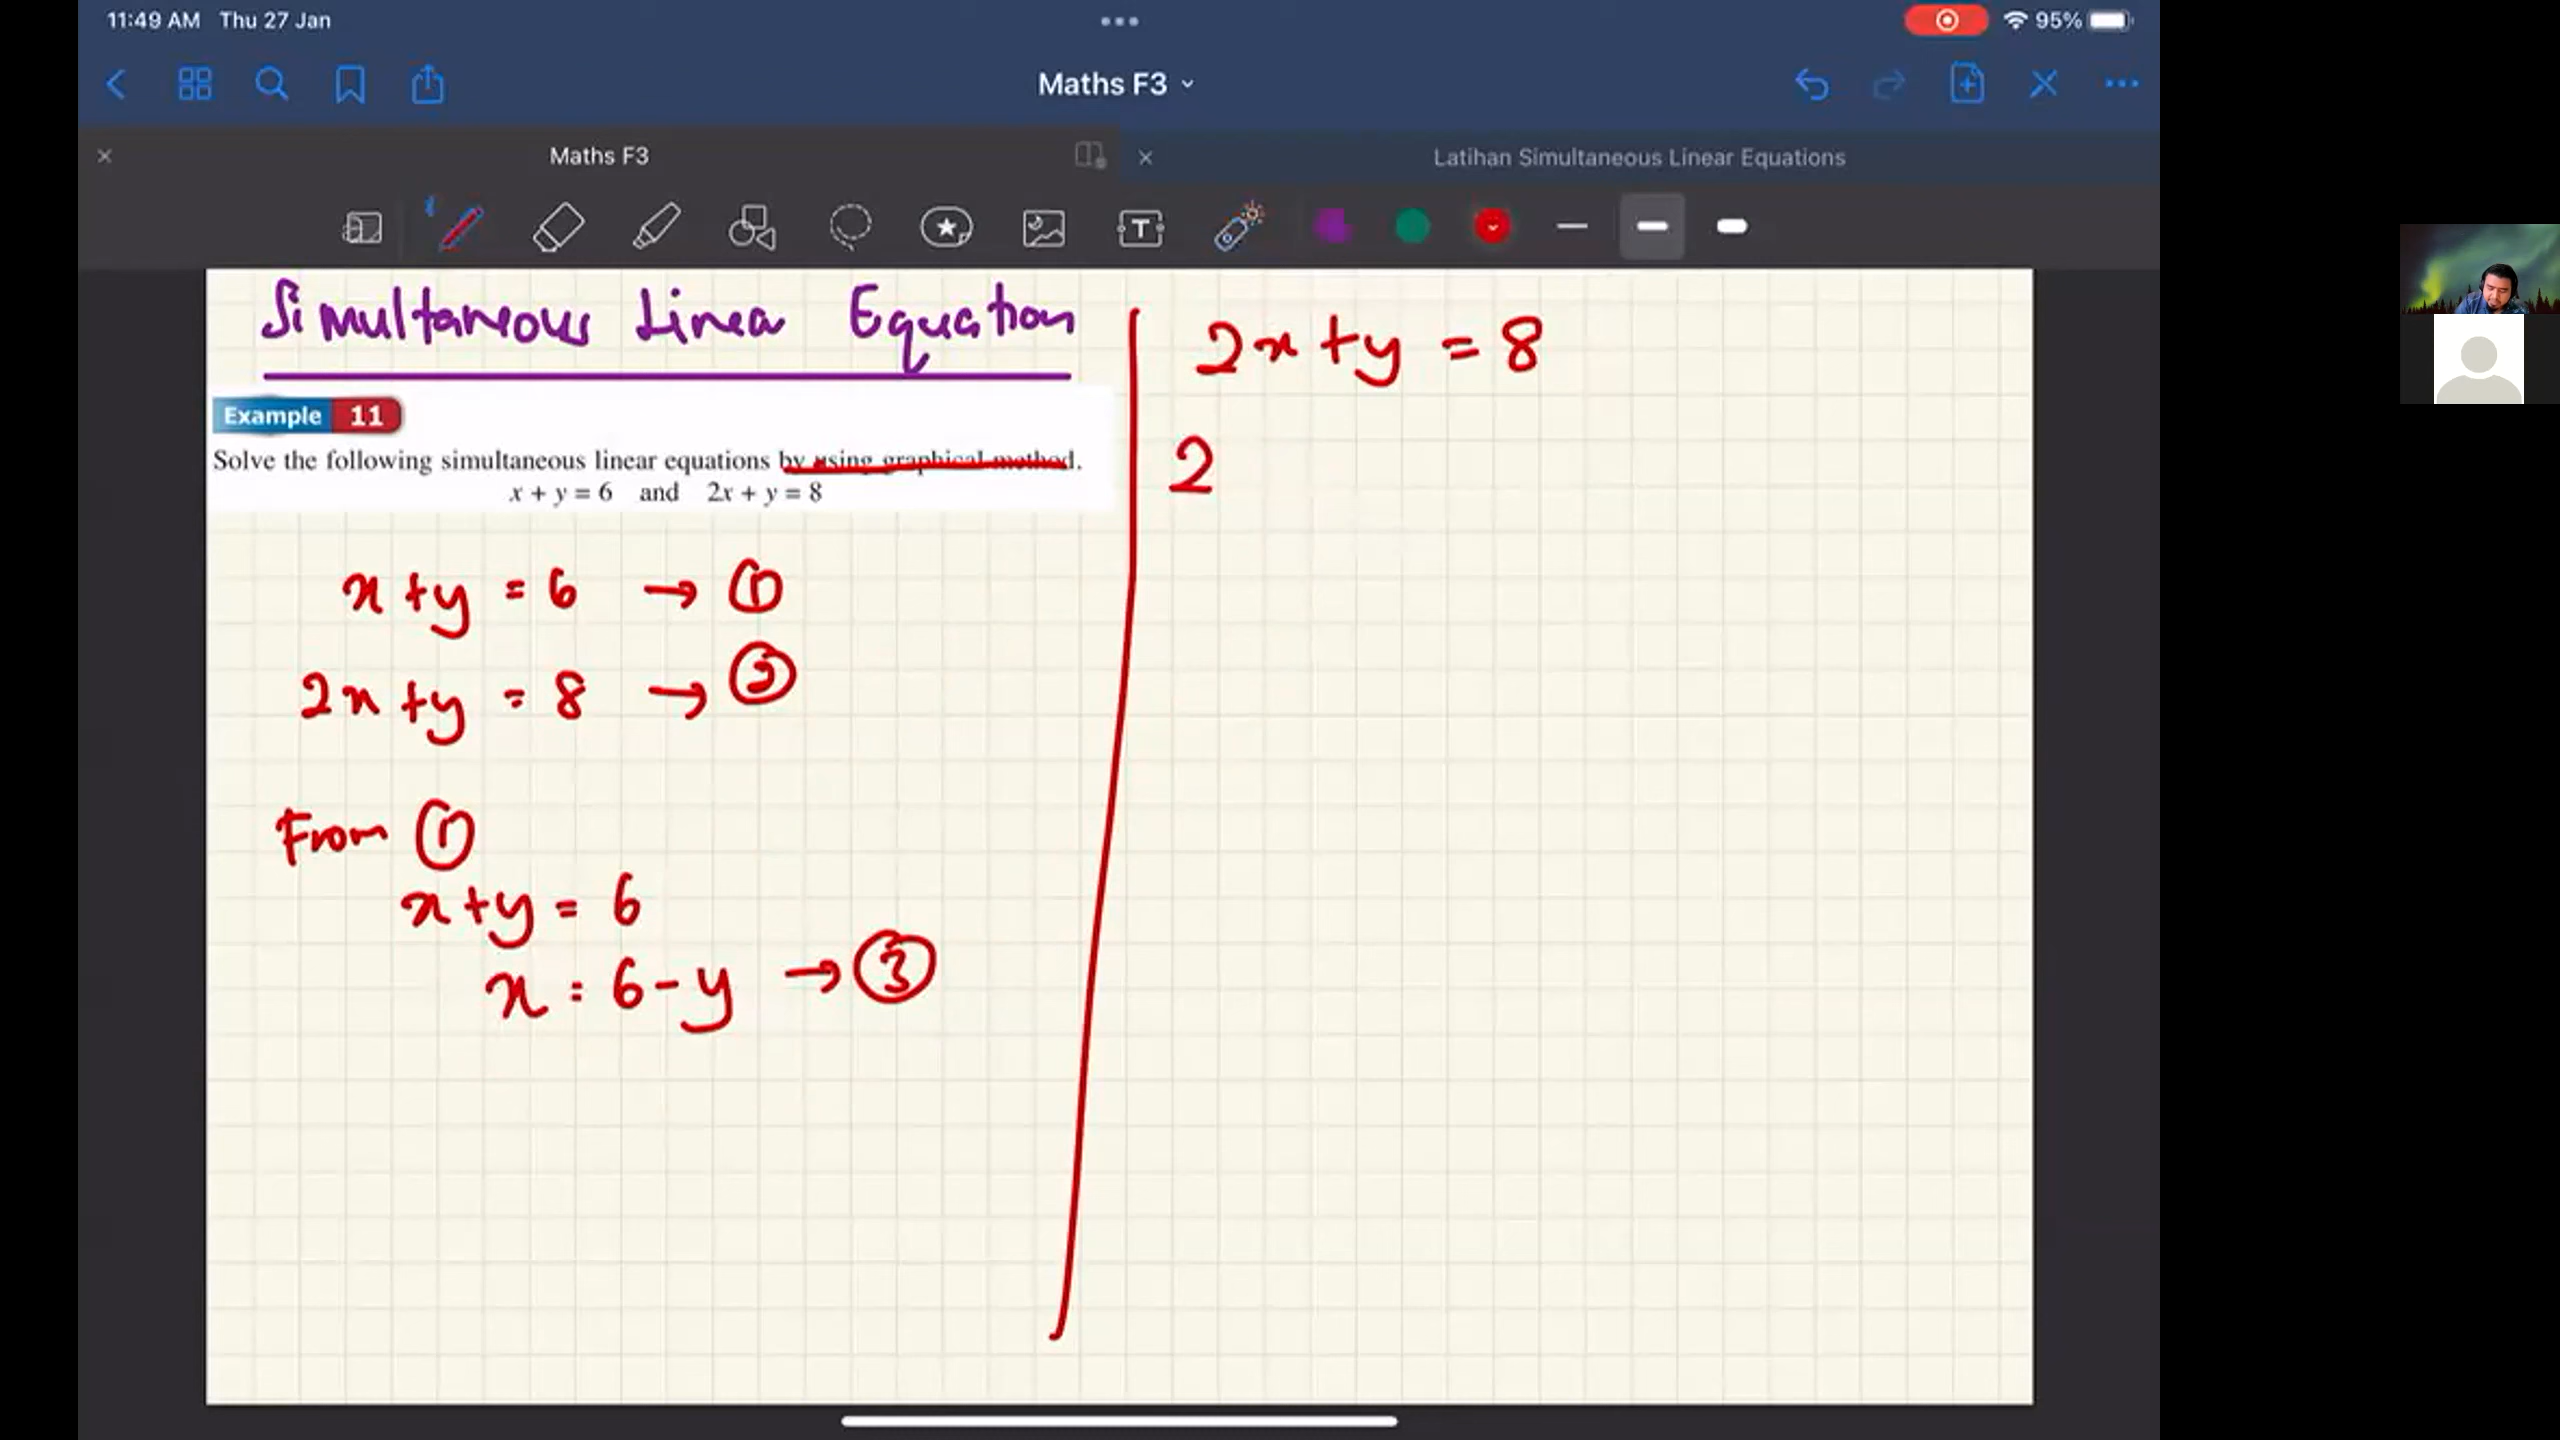 11:49 AM Thu 27 Jan
95%
Maths F3
Maths F3
Latihan Simultaneous Linear Equations
T
Simultaneous Linear Equation
Example 11
Solve the following simultaneous linear equations by using graphical method.
x + y = 6 and 2x + y = 8
x + y = 6 → ①
2x + y = 8 → ②
From ①
x + y = 6
x = 6 - y → ③
2x + y = 8
2